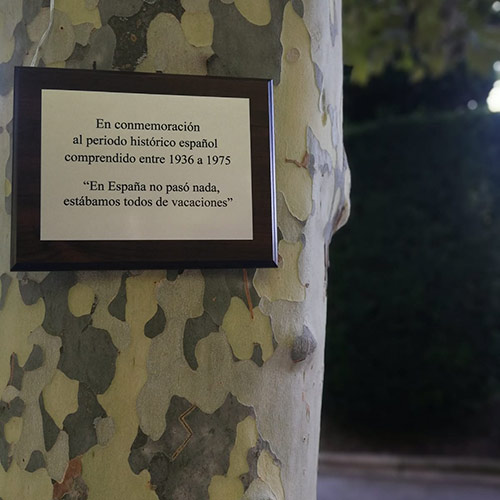 En conmemoración
al periodo histórico español
comprendido entre 1936 a 1975
“En España no pasó nada,
estábamos todos de vacaciones”